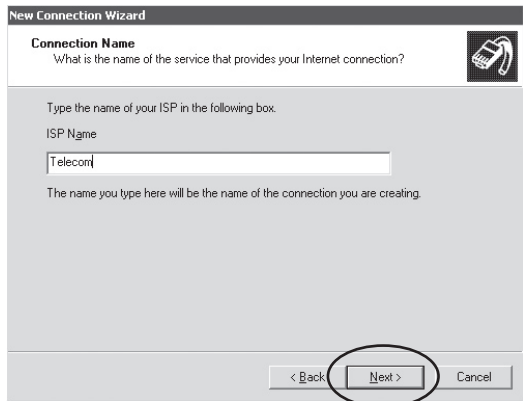 New Connection Wizard
Connection Name
What is the name of the service that provides your Internet connection?
Type the name of your ISP in the following box.
ISP Name
Telecom
The name you type here will be the name of the connection you are creating.
< Back
Next >
Cancel